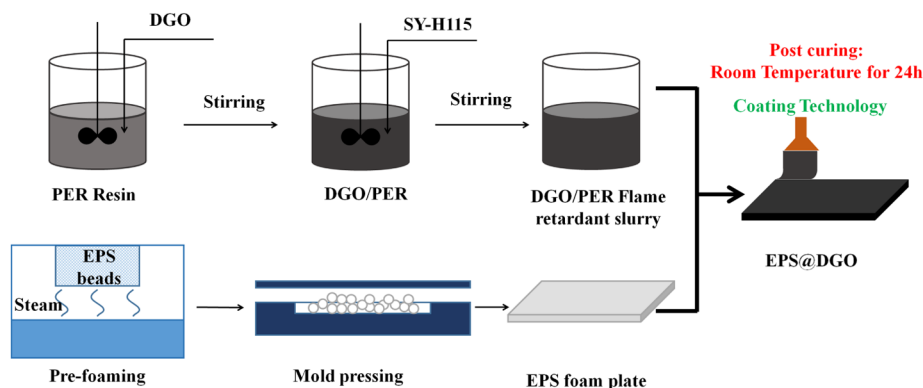 DGO
SY-H115
Post curing:
Room Temperature for 24h
Coating Technology
Stirring
Stirring
PER Resin
DGO/PER
DGO/PER Flame
retardant slurry
EPS@DGO
EPS
beads
Steam
Pre-foaming
Mold pressing
EPS foam plate